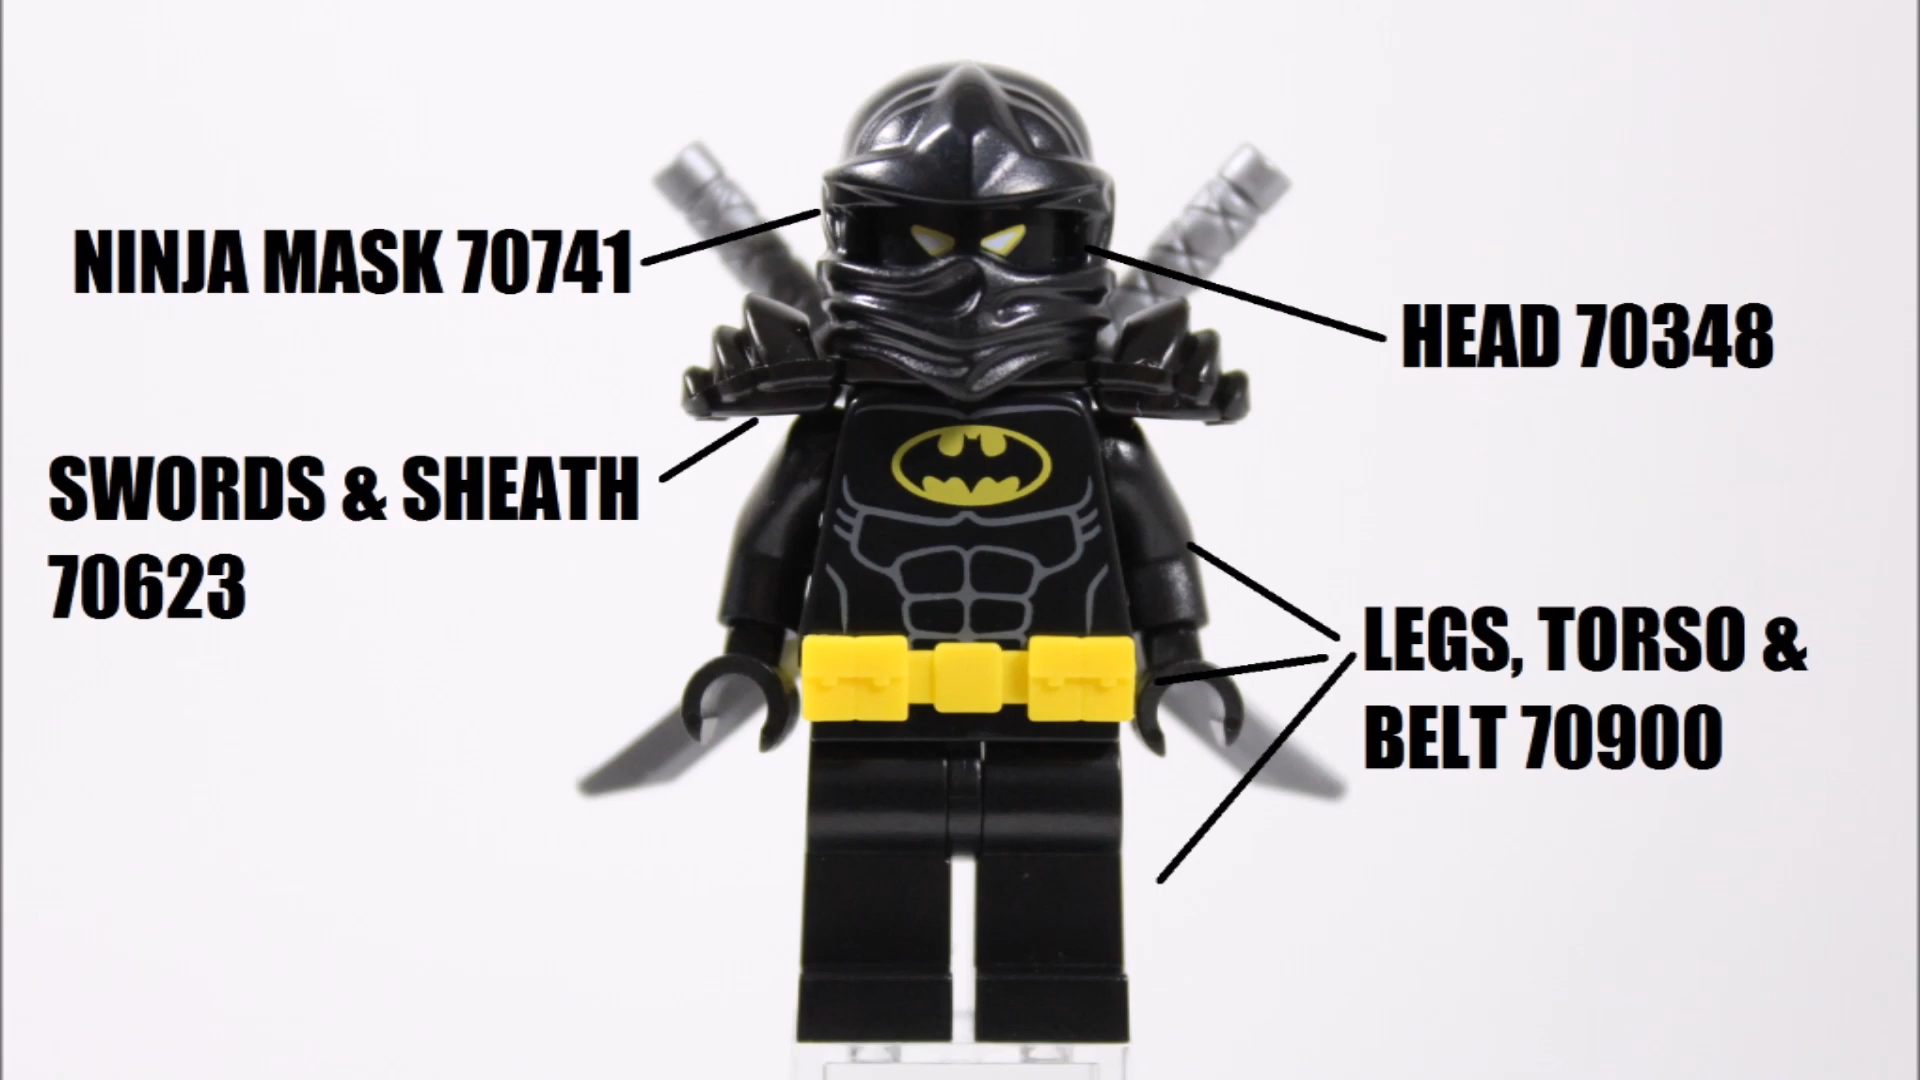 NINJA MASK 70741
HEAD 70348
SWORDS & SHEATH
70623
LEGS, TORSO &
BELT 70900